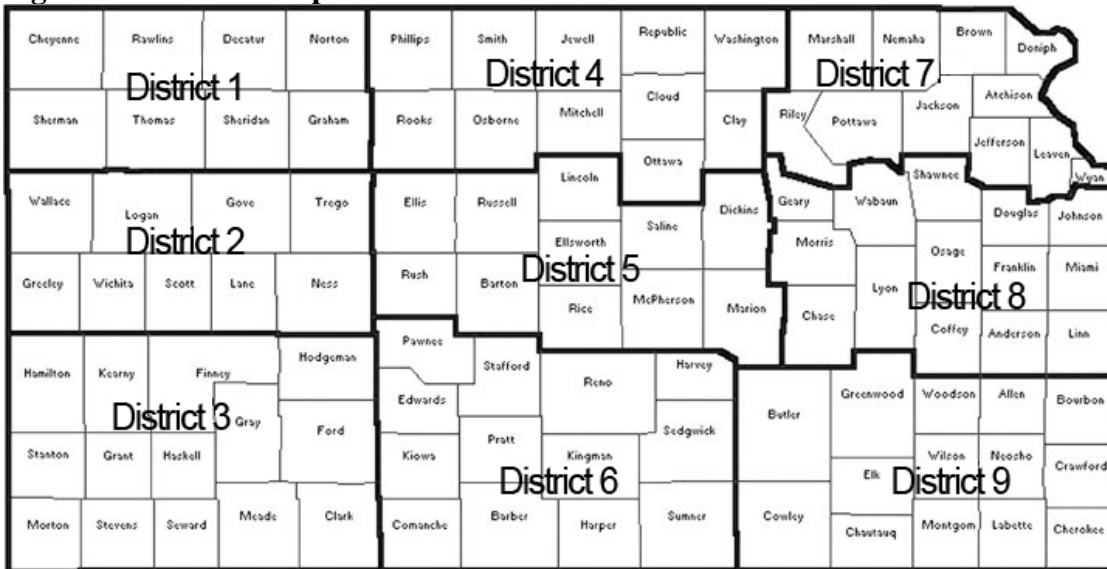 Cheyenne Rawlins Decatur Norton Phillips Smith Jewell Republic Washington Marshall Nemaha Brown Doniph
District 1 District 4 District 7
Sherman Thomas Sheridan Graham Rooks Osborne Mitchell Cloud Clay Riley Pottawa Jackson Atchison
Ottawa Jefferson Leaven Wyan
Wallace Logan Gove Trego Ellis Russell Lincoln Saline Dickins Geary Wabaun Shawnee Douglas Johnson
District 2 District 5 District 8
Greeley Wichita Scott Lane Ness Rush Barton Ellsworth Rice McPherson Marion Morris Chase Lyon Osage Coffey Franklin Anderson Miami Linn
Hamilton Kearny Finney Hodgeman Pawnee Edwards Stafford Reno Harvey Butler Greenwood Woodson Allen Bourbon
District 3 District 6 District 9
Stanton Grant Haskell Gray Ford Kiowa Pratt Kingman Sedgwick Elk Wilson Neosho Crawford
Morton Stevens Seward Meade Clark Comanche Barber Harper Sumner Cowley Chautauq Montgom Labette Cherokee